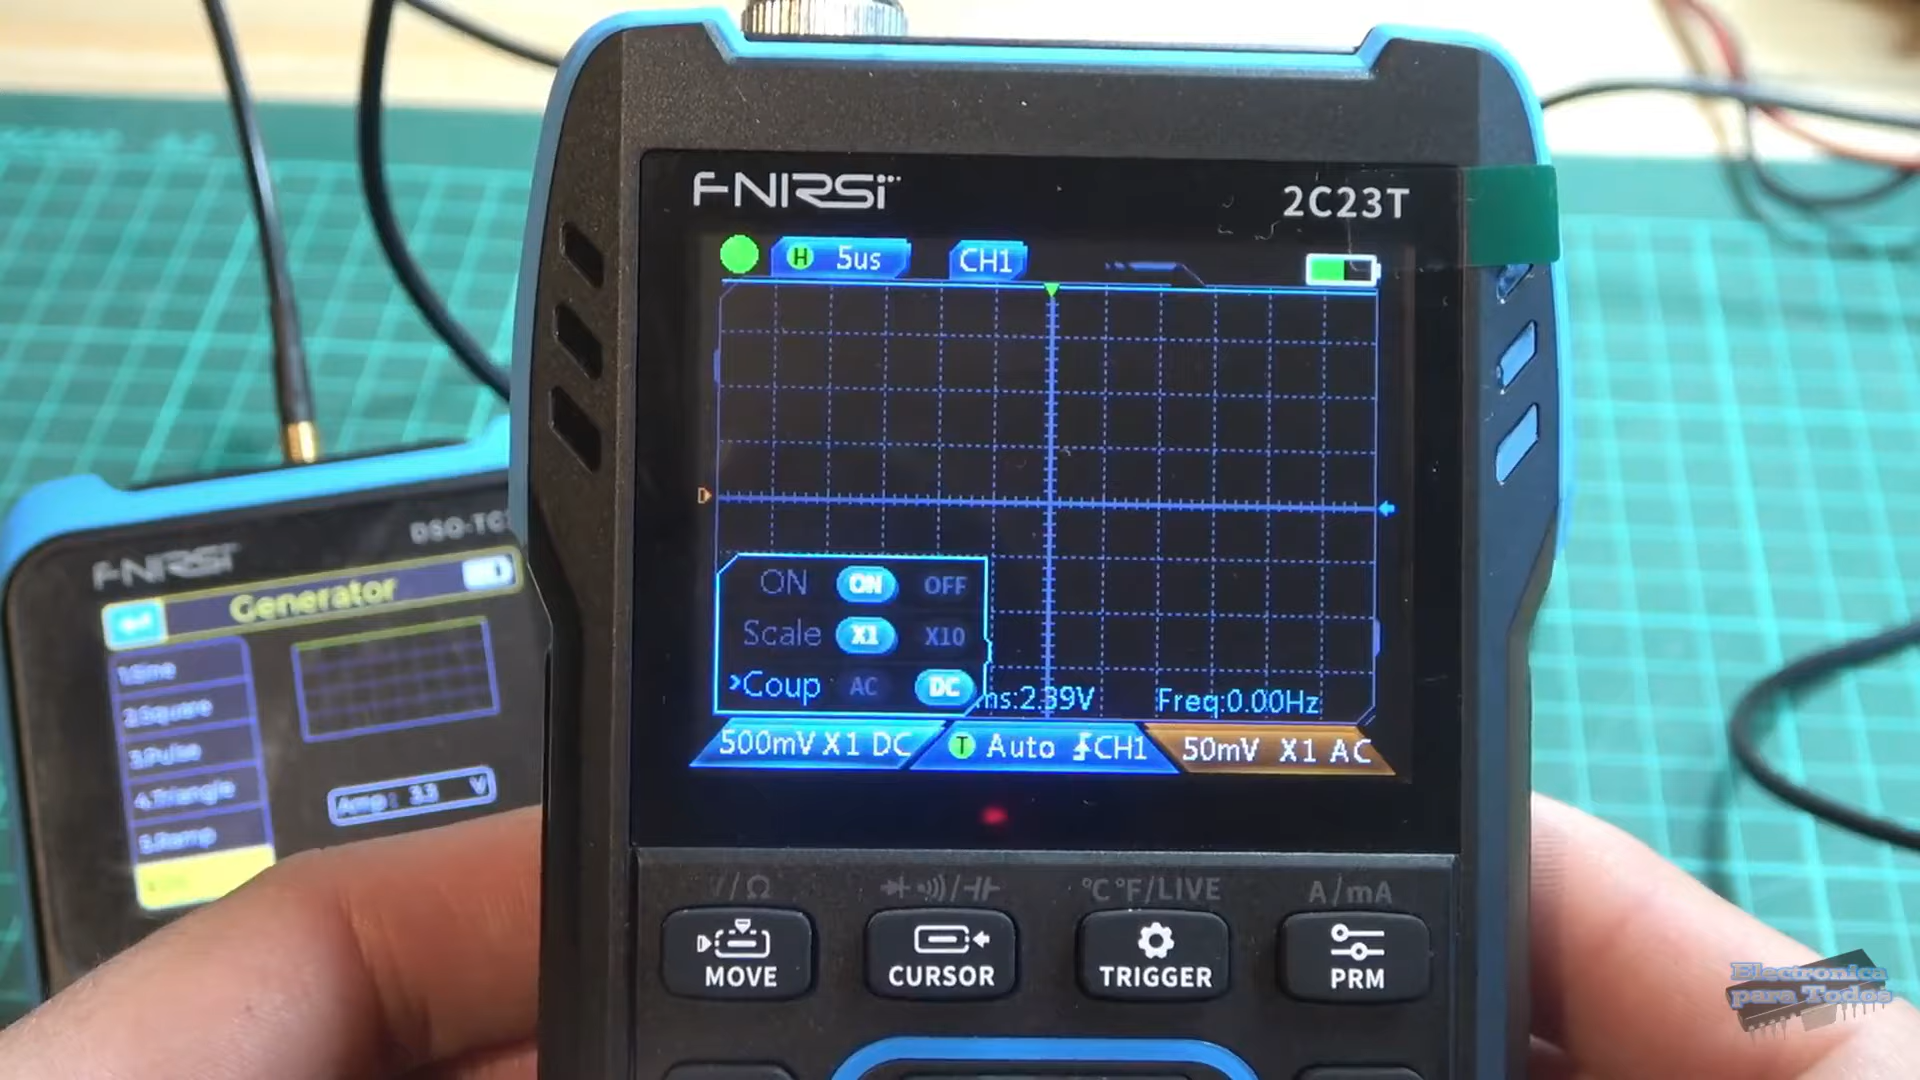 FNIRSI
2C23T
H 5us CH1
ON ON OFF
Scale X1 X10
Coup AC DC
ms:2.39V Freq:0.00Hz
500mV X1 DC T Auto CH1 50mV X1 AC
V/Ω
°C °F/LIVE
A/mA
MOVE
CURSOR
TRIGGER
PRM
FNIRSI
DSO-TC
Generator
1.Sine
2.Square
3.Pulse
4.Triangle
5.Ramp
Amp: 3.3 V
Electronica
para Todos